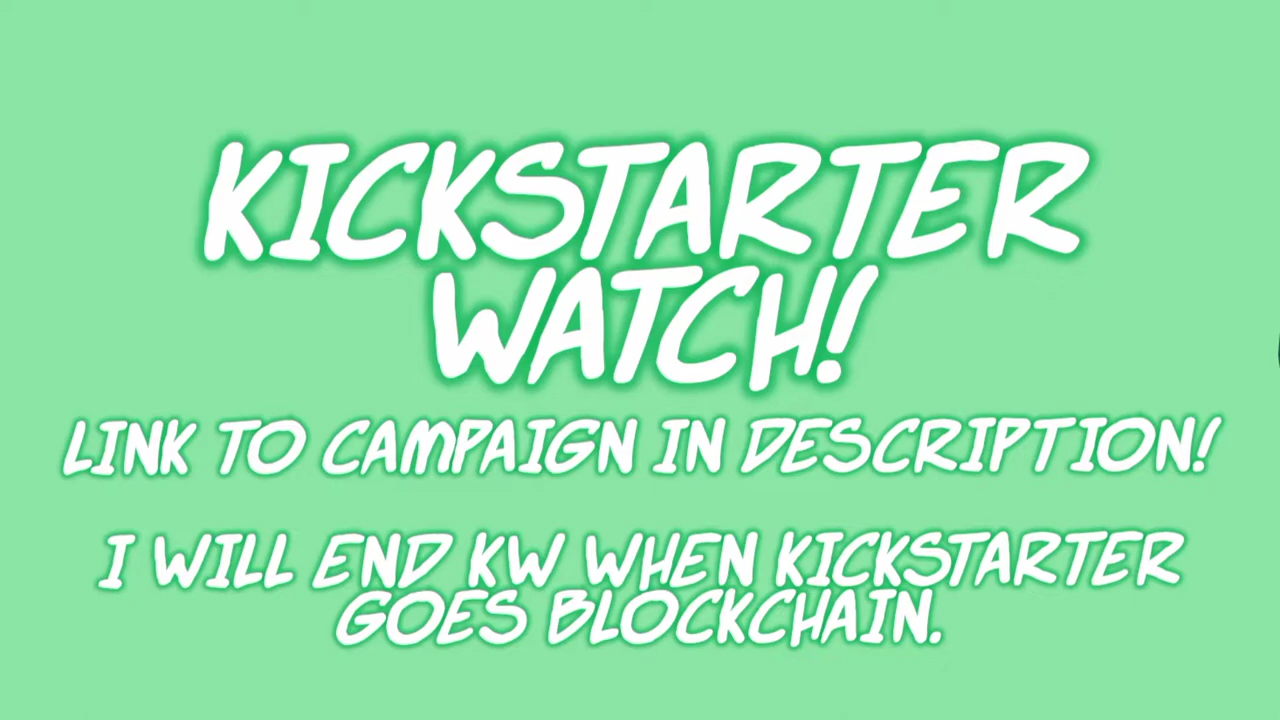 KICKSTARTER
WATCH!
LINK TO CAMPAIGN IN DESCRIPTION!
I WILL END KW WHEN KICKSTARTER
GOES BLOCKCHAIN.